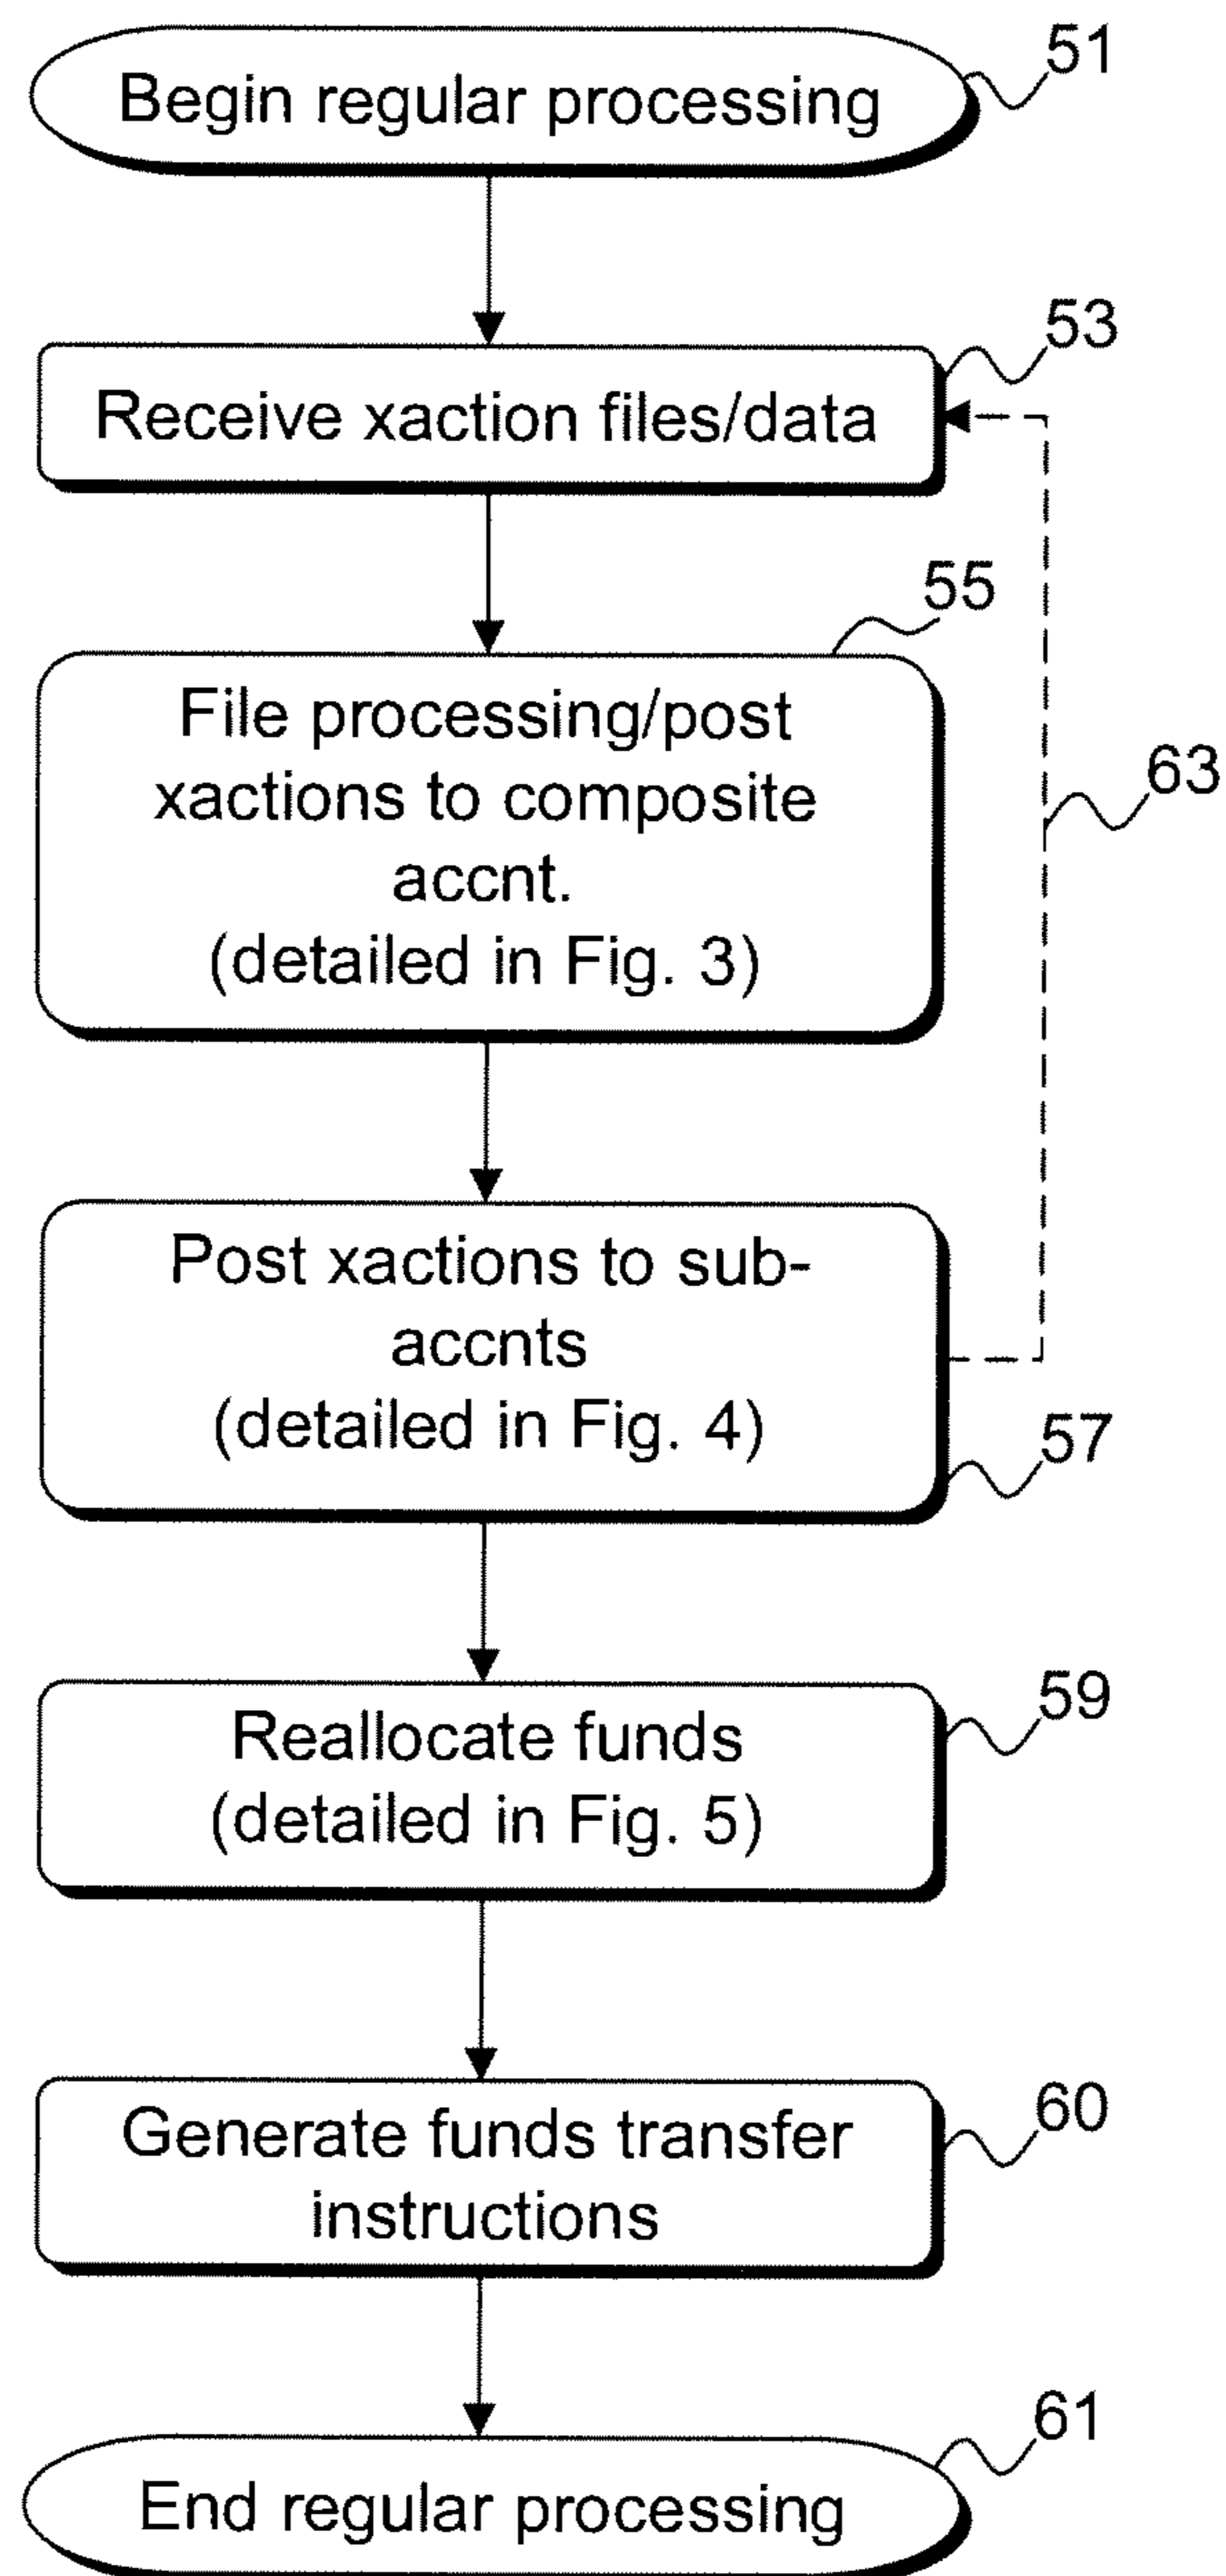 51
Begin regular processing
53
Receive xaction files/data
55
File processing/post
xactions to composite
accnt.
(detailed in Fig. 3)
63
Post xactions to sub-
accnts
(detailed in Fig. 4)
57
59
Reallocate funds
(detailed in Fig. 5)
60
Generate funds transfer
instructions
61
End regular processing